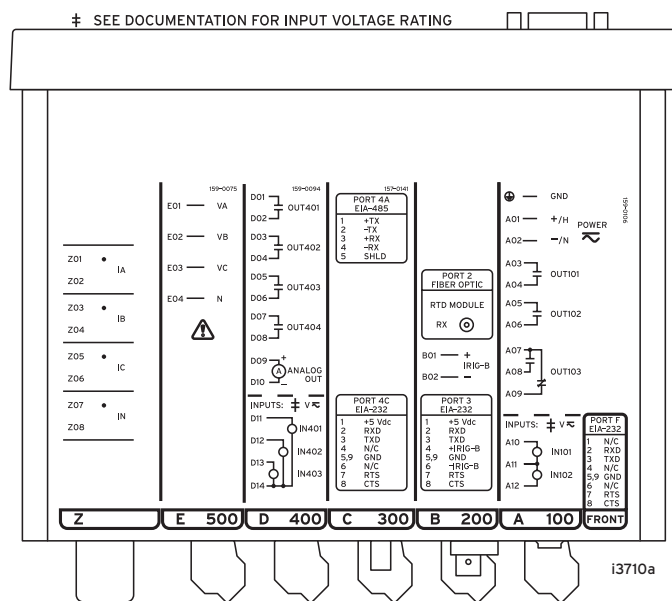 ‡ SEE DOCUMENTATION FOR INPUT VOLTAGE RATING
Z01
IA
Z02
Z03
IB
Z04
Z05
IC
Z06
Z07
IN
Z08
Z
159-0075
E01 VA
E02 VB
E03 VC
E04 N
E 500
159-0094
D01
OUT401
D02
D03
OUT402
D04
D05
OUT403
D06
D07
OUT404
D08
D09 +
A ANALOG
OUT
D10 −
INPUTS: ‡ V
D11
IN401
D12
IN402
D13
IN403
D14
D 400
157-0141
PORT 4A
EIA-485
1 +TX
2 -TX
3 +RX
4 -RX
5 SHLD
PORT 4C
EIA-232
1 +5 Vdc
2 RXD
3 TXD
4 N/C
5,9 GND
6 N/C
7 RTS
8 CTS
C 300
PORT 2
FIBER OPTIC
RTD MODULE
RX
B01 +
IRIG-B
B02 −
PORT 3
EIA-232
1 +5 Vdc
2 RXD
3 TXD
4 +IRIG-B
5,9 GND
6 -IRIG-B
7 RTS
8 CTS
B 200
9010-651
GND
A01 +/H
POWER
A02 −/N
A03
OUT101
A04
A05
OUT102
A06
A07
A08 OUT103
A09
INPUTS: ‡ V
A10
IN101
A11
IN102
A12
A 100
PORT F
EIA-232
1 N/C
2 RXD
3 TXD
4 N/C
5,9 GND
6 N/C
7 RTS
8 CTS
FRONT
i3710a